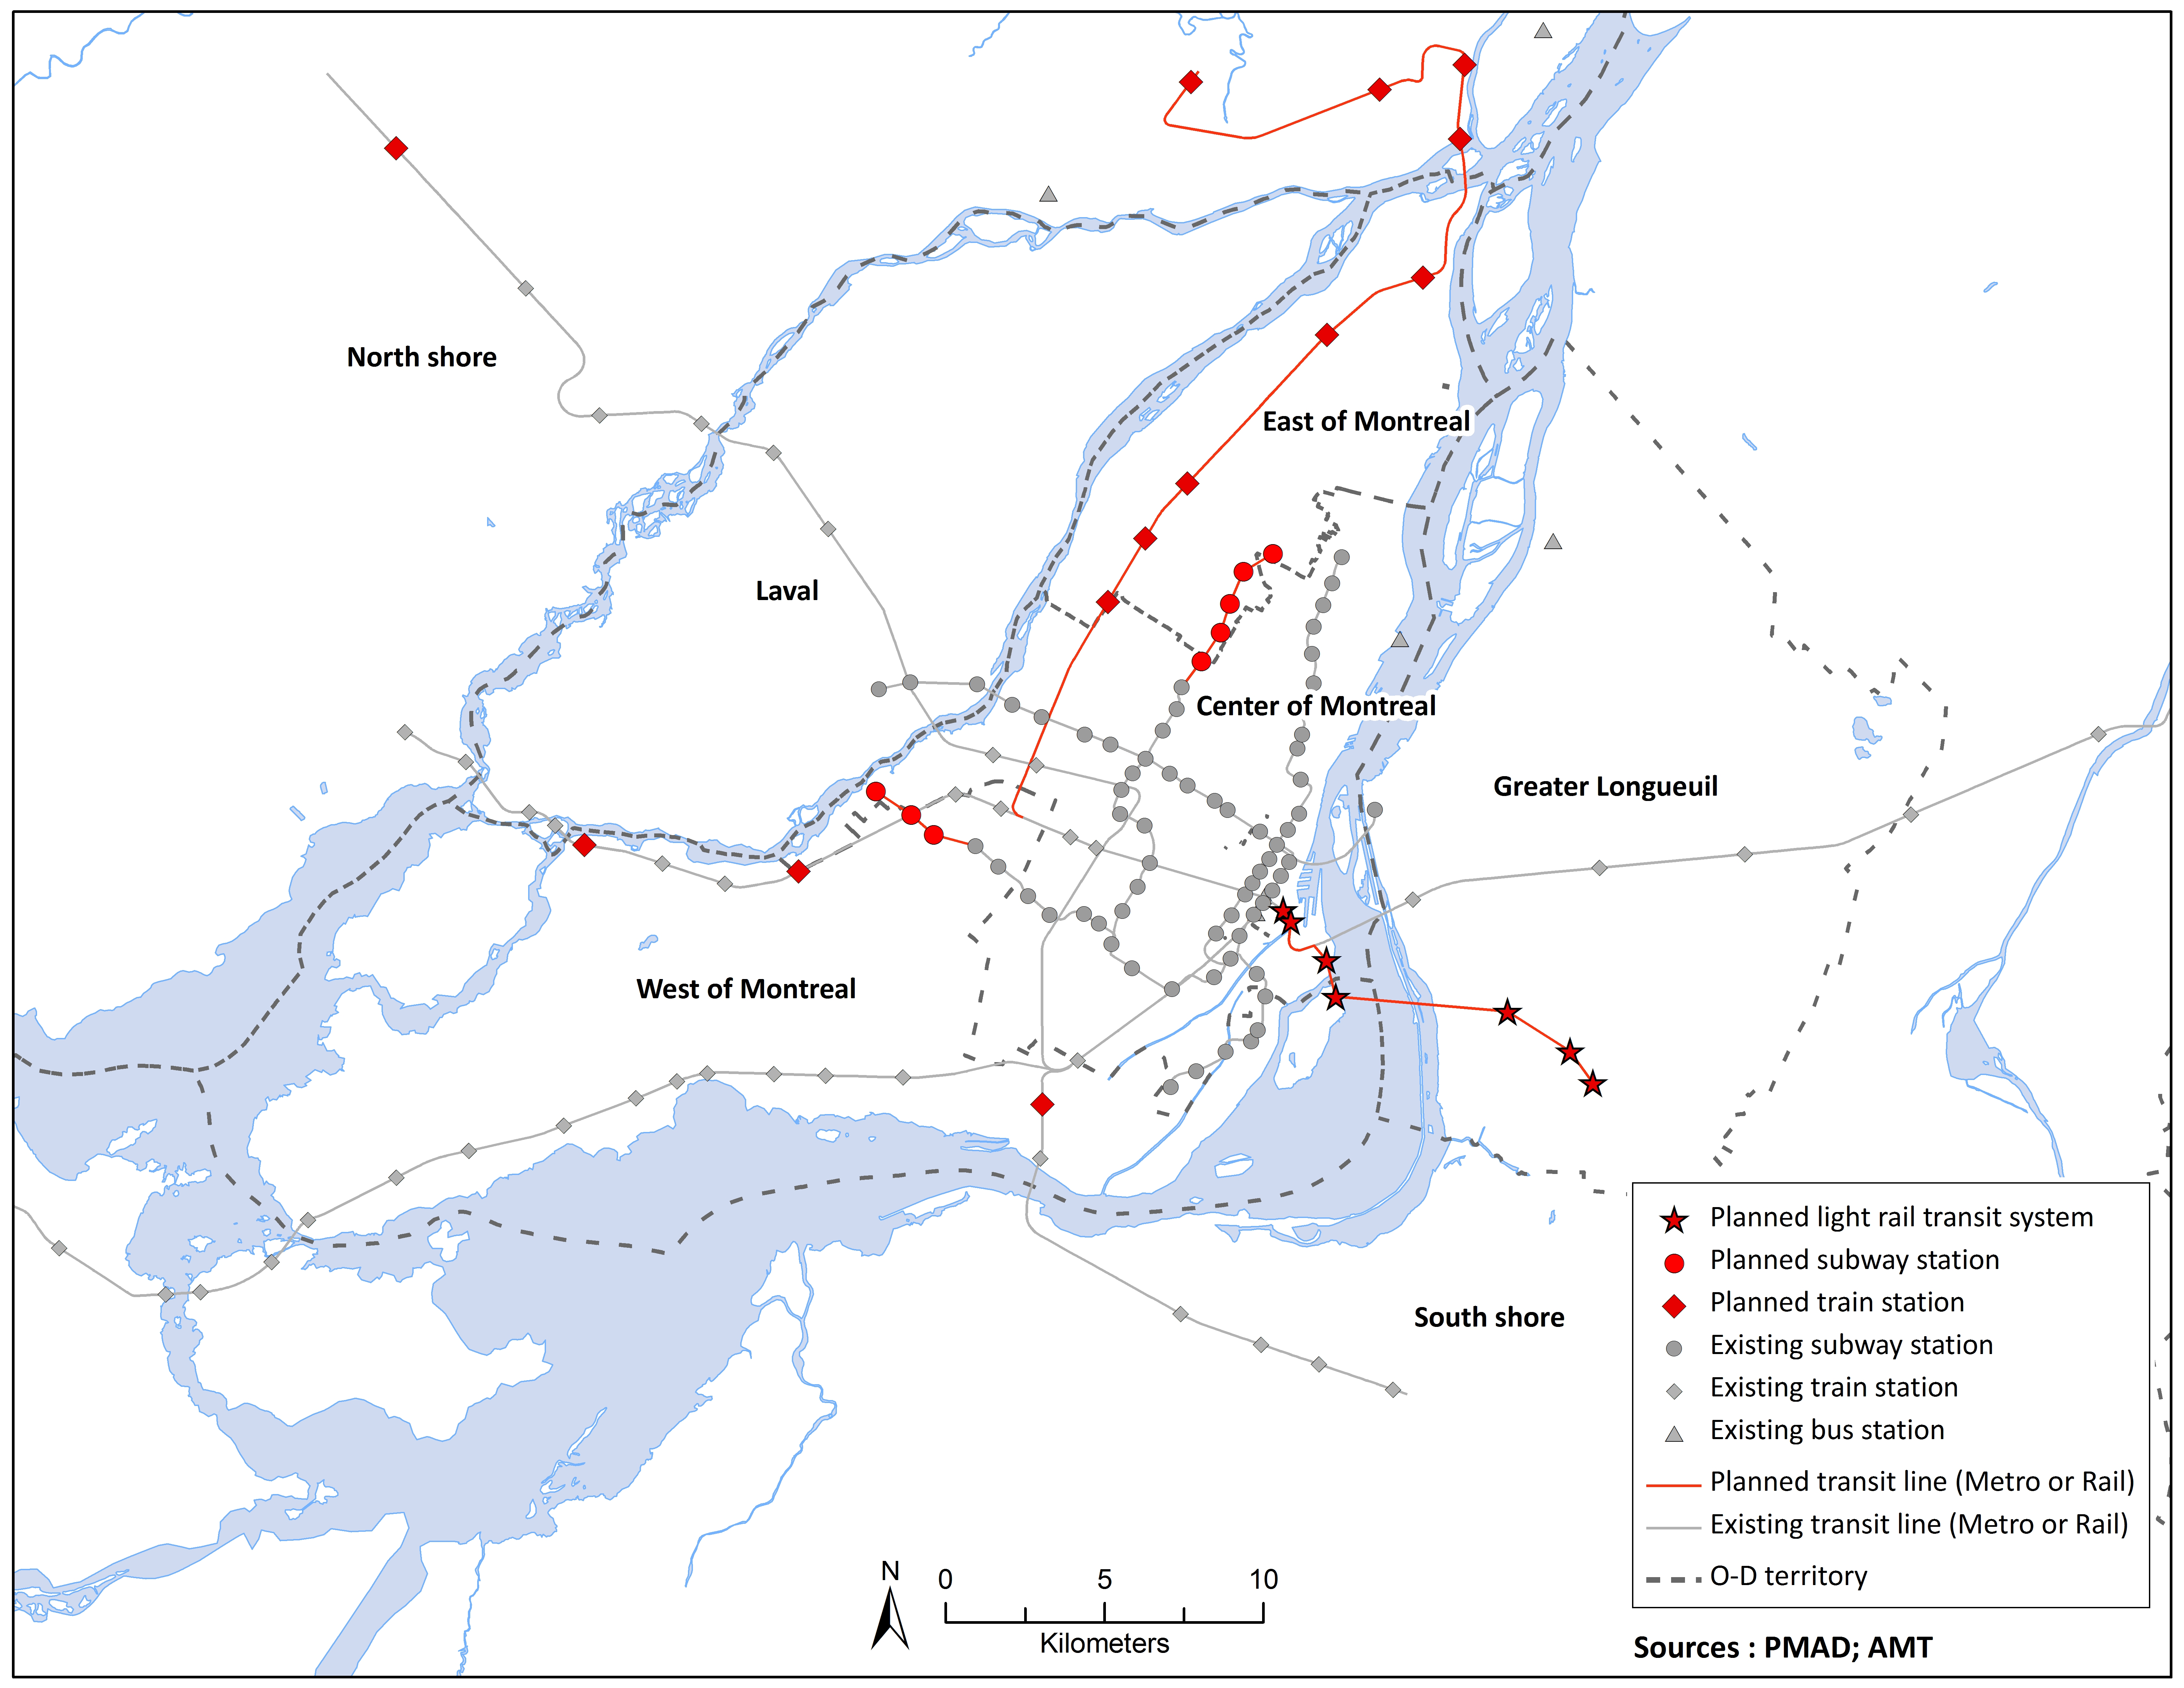 North shore
East of Montreal
Laval
Center of Montreal
Greater Longueuil
West of Montreal
South shore
Planned light rail transit system
Planned subway station
Planned train station
Existing subway station
Existing train station
Existing bus station
Planned transit line (Metro or Rail)
Existing transit line (Metro or Rail)
O-D territory
N
0 5 10
Kilometers
Sources : PMAD; AMT